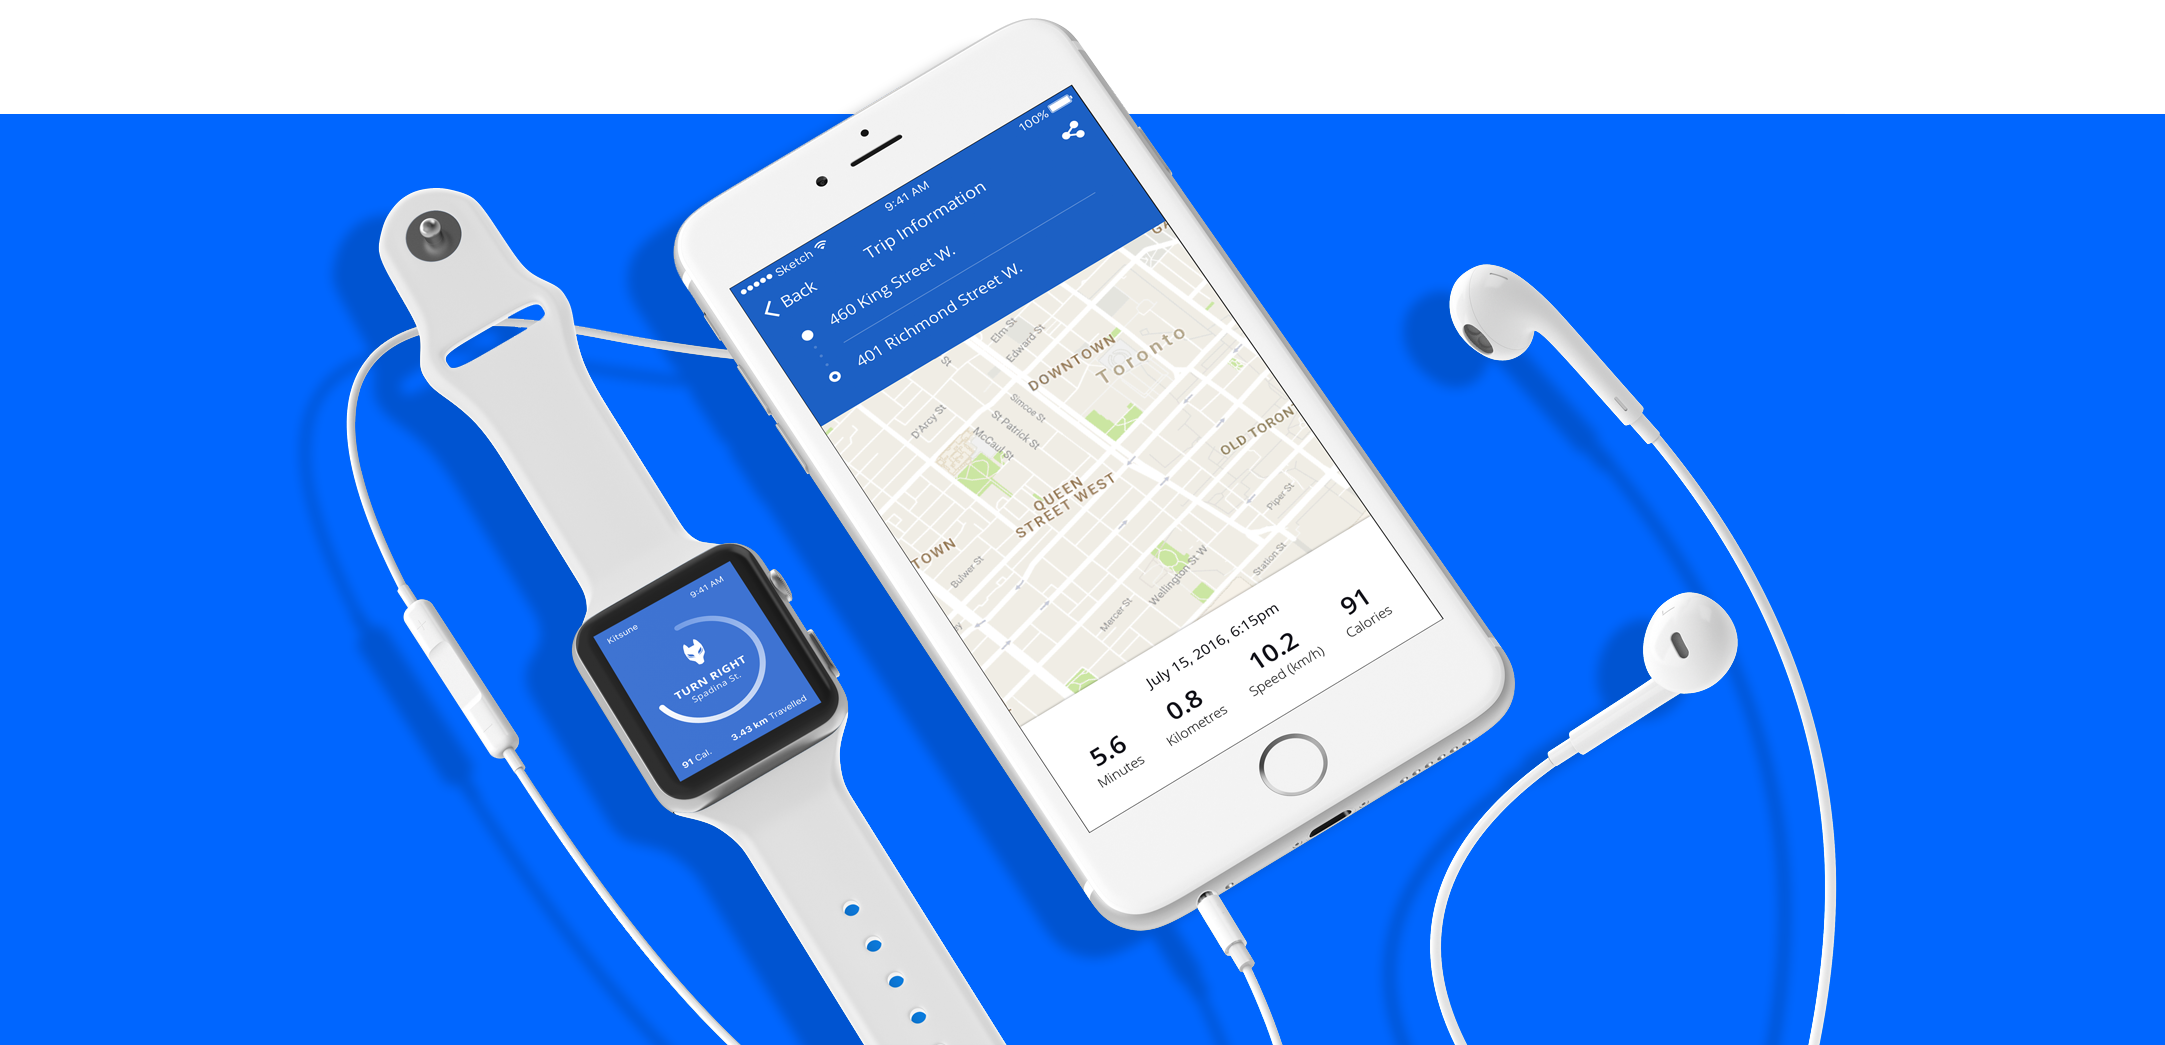 100%
9:41 AM
Sketch
Back
Trip Information
460 King Street W.
401 Richmond Street W.
Elm St
Edward St
St
DOWNTOWN
Toronto
D'Arcy St
Simcoe St
St Patrick St
McCaul St
OLD TORON
QUEEN
STREET WEST
Piper St
TOWN
Bulwer St
Wellington St W
Station St
Mercer St
July 15, 2016, 6:15pm
5.6
Minutes
0.8
Kilometres
10.2
Speed (km/h)
91
Calories
9:41 AM
Kitsune
TURN RIGHT
Spadina St.
91 Cal.
3.43 km Travelled